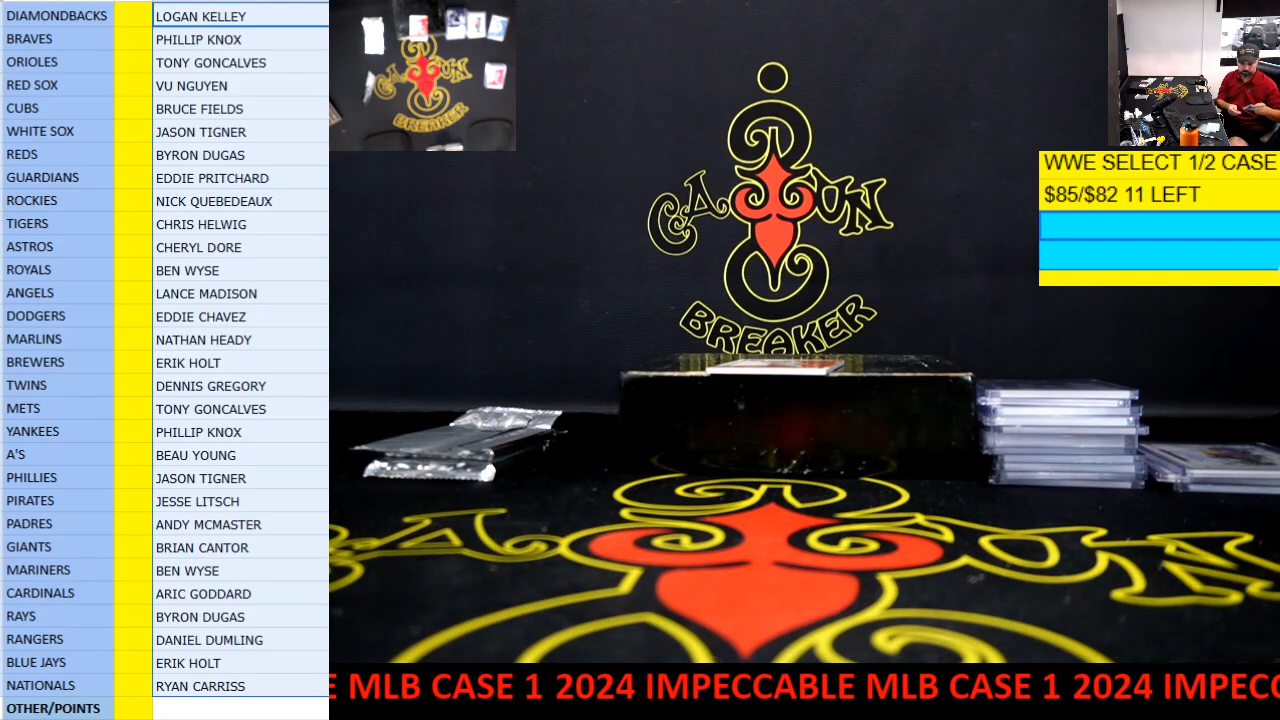 DIAMONDBACKS LOGAN KELLEY
BRAVES PHILLIP KNOX
ORIOLES TONY GONCALVES
RED SOX VU NGUYEN
CUBS BRUCE FIELDS
WHITE SOX JASON TIGNER
REDS BYRON DUGAS
GUARDIANS EDDIE PRITCHARD
ROCKIES NICK QUEBEDEAUX
TIGERS CHRIS HELWIG
ASTROS CHERYL DORE
ROYALS BEN WYSE
ANGELS LANCE MADISON
DODGERS EDDIE CHAVEZ
MARLINS NATHAN HEADY
BREWERS ERIK HOLT
TWINS DENNIS GREGORY
METS TONY GONCALVES
YANKEES PHILLIP KNOX
A'S BEAU YOUNG
PHILLIES JASON TIGNER
PIRATES JESSE LITSCH
PADRES ANDY MCMASTER
GIANTS BRIAN CANTOR
MARINERS BEN WYSE
CARDINALS ARIC GODDARD
RAYS BYRON DUGAS
RANGERS DANIEL DUMLING
BLUE JAYS ERIK HOLT
NATIONALS RYAN CARRISS
OTHER/POINTS
BREAKER
CAJUN
BREAKER
WWE SELECT 1/2 CASE
$85/$82 11 LEFT
E MLB CASE 1 2024 IMPECCABLE MLB CASE 1 2024 IMPECC